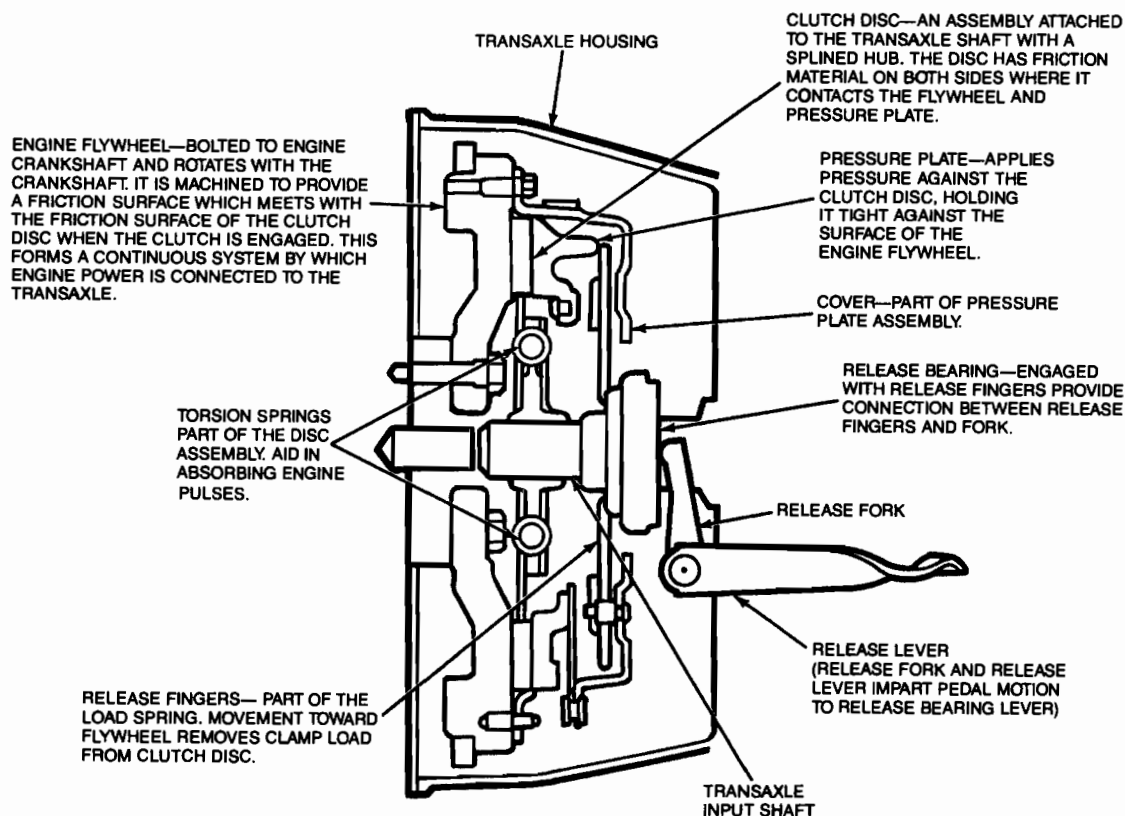 TRANSAXLE HOUSING
CLUTCH DISC—AN ASSEMBLY ATTACHED
TO THE TRANSAXLE SHAFT WITH A
SPLINED HUB. THE DISC HAS FRICTION
MATERIAL ON BOTH SIDES WHERE IT
CONTACTS THE FLYWHEEL AND
PRESSURE PLATE.
ENGINE FLYWHEEL—BOLTED TO ENGINE
CRANKSHAFT AND ROTATES WITH THE
CRANKSHAFT. IT IS MACHINED TO PROVIDE
A FRICTION SURFACE WHICH MEETS WITH
THE FRICTION SURFACE OF THE CLUTCH
DISC WHEN THE CLUTCH IS ENGAGED. THIS
FORMS A CONTINUOUS SYSTEM BY WHICH
ENGINE POWER IS CONNECTED TO THE
TRANSAXLE.
PRESSURE PLATE—APPLIES
PRESSURE AGAINST THE
CLUTCH DISC, HOLDING
IT TIGHT AGAINST THE
SURFACE OF THE
ENGINE FLYWHEEL.
COVER—PART OF PRESSURE
PLATE ASSEMBLY.
RELEASE BEARING—ENGAGED
WITH RELEASE FINGERS PROVIDE
CONNECTION BETWEEN RELEASE
FINGERS AND FORK.
TORSION SPRINGS
PART OF THE DISC
ASSEMBLY. AID IN
ABSORBING ENGINE
PULSES.
RELEASE FORK
RELEASE LEVER
(RELEASE FORK AND RELEASE
LEVER IMPART PEDAL MOTION
TO RELEASE BEARING LEVER)
RELEASE FINGERS— PART OF THE
LOAD SPRING. MOVEMENT TOWARD
FLYWHEEL REMOVES CLAMP LOAD
FROM CLUTCH DISC.
TRANSAXLE
INPUT SHAFT